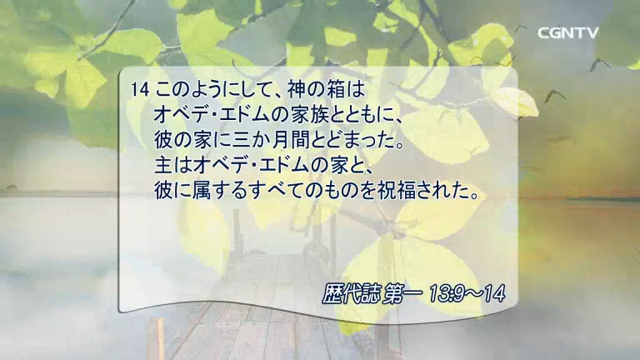 CGNTV
14 このようにして、神の箱は
オベデ・エドムの家族とともに、
彼の家に三か月間とどまった。
主はオベデ・エドムの家と、
彼に属するすべてのものを祝福された。
歴代誌 第一 13:9～14